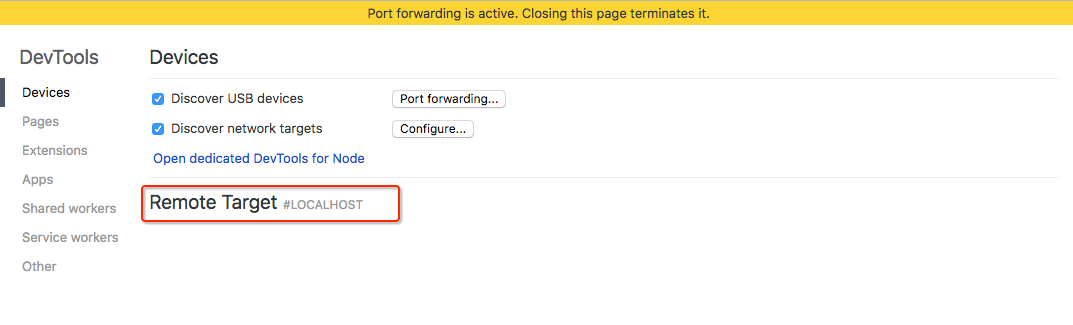 Port forwarding is active. Closing this page terminates it.
DevTools
Devices
Pages
Extensions
Apps
Shared workers
Service workers
Other
Devices
Discover USB devices
Port forwarding...
Discover network targets
Configure...
Open dedicated DevTools for Node
Remote Target #LOCALHOST